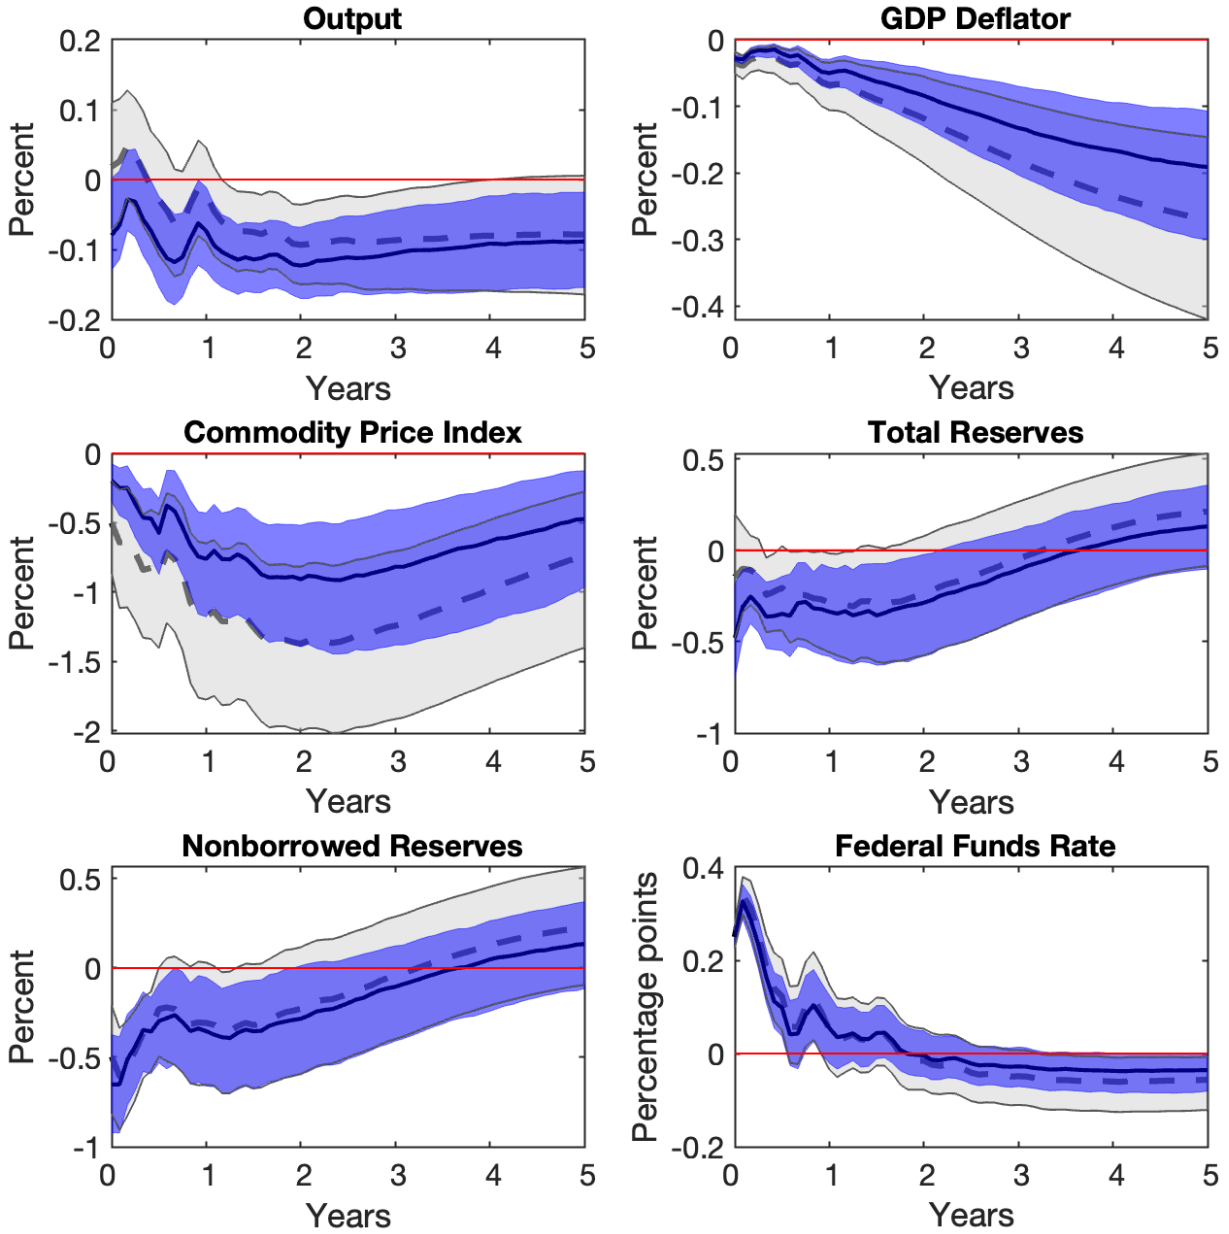 Output
Percent
0.2
0.1
0
-0.1
-0.2
0 1 2 3 4 5
Years
GDP Deflator
Percent
0
-0.1
-0.2
-0.3
-0.4
0 1 2 3 4 5
Years
Commodity Price Index
Percent
0
-0.5
-1
-1.5
-2
0 1 2 3 4 5
Years
Total Reserves
Percent
0.5
0
-0.5
-1
0 1 2 3 4 5
Years
Nonborrowed Reserves
Percent
0.5
0
-0.5
-1
0 1 2 3 4 5
Years
Federal Funds Rate
Percentage points
0.4
0.2
0
-0.2
0 1 2 3 4 5
Years